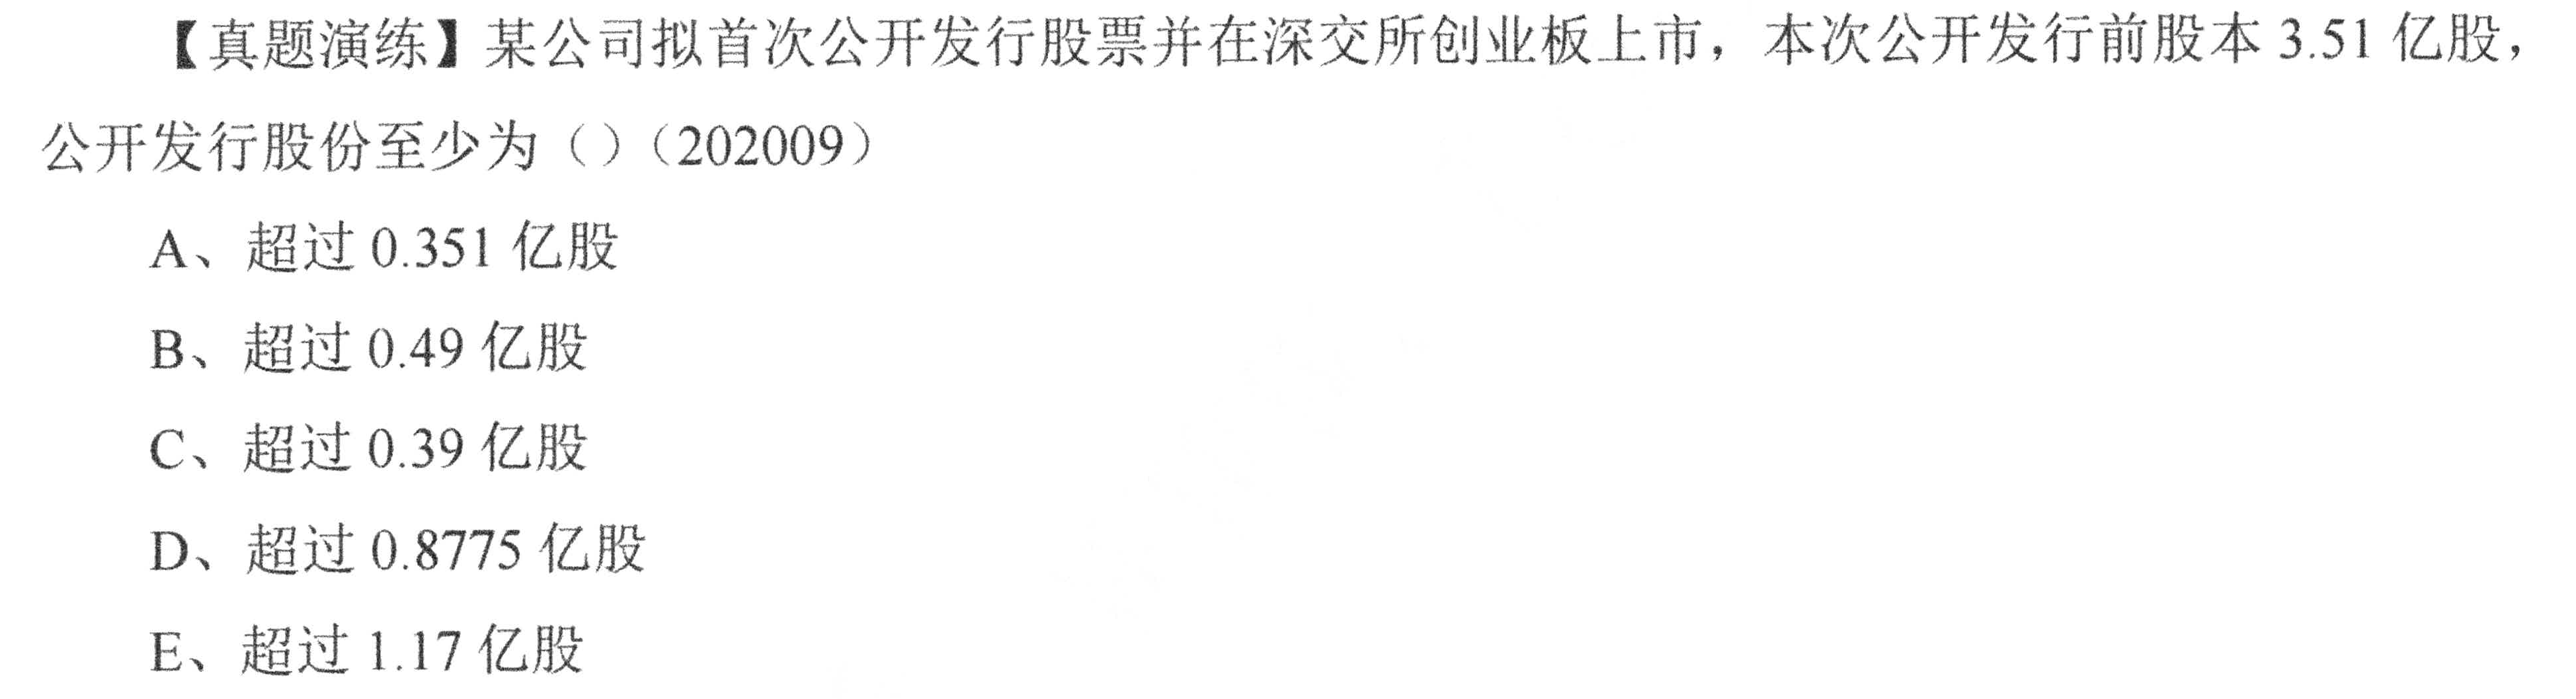 【真题演练】某公司拟首次公开发行股票并在深交所创业板上市，本次公开发行前股本 3.51 亿股，
公开发行股份至少为（）（202009）
A、超过 0.351 亿股
B、超过 0.49 亿股
C、超过 0.39 亿股
D、超过 0.8775 亿股
E、超过 1.17 亿股